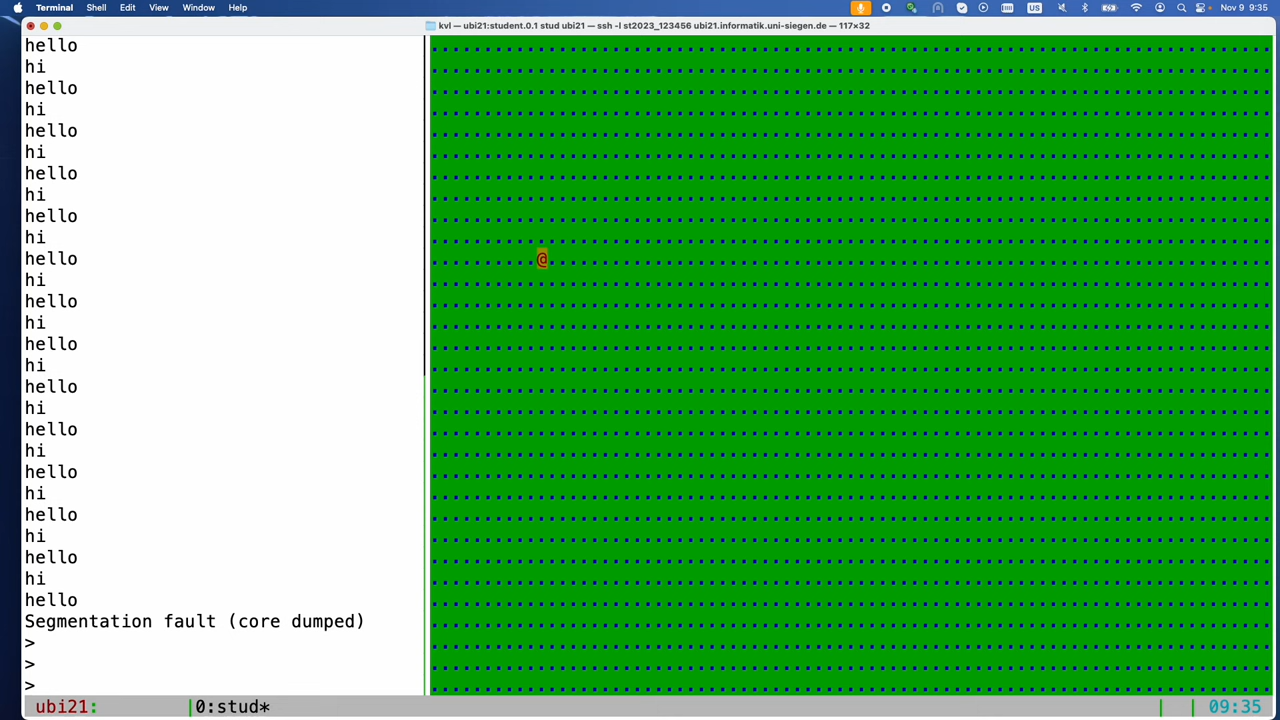 Terminal Shell Edit View Window Help US Nov 9 9:35
kvl — ubi21:student.0.1 stud ubi21 — ssh -l st2023_123456 ubi21.informatik.uni-siegen.de — 117×32
hello
hi
hello
hi
hello
hi
hello
hi
hello
hi
hello
hi
hello
hi
hello
hi
hello
hi
hello
hi
hello
hi
hello
hi
hello
hi
hello
Segmentation fault (core dumped)
>
>
>
@
ubi21: |0:stud* | | 09:35